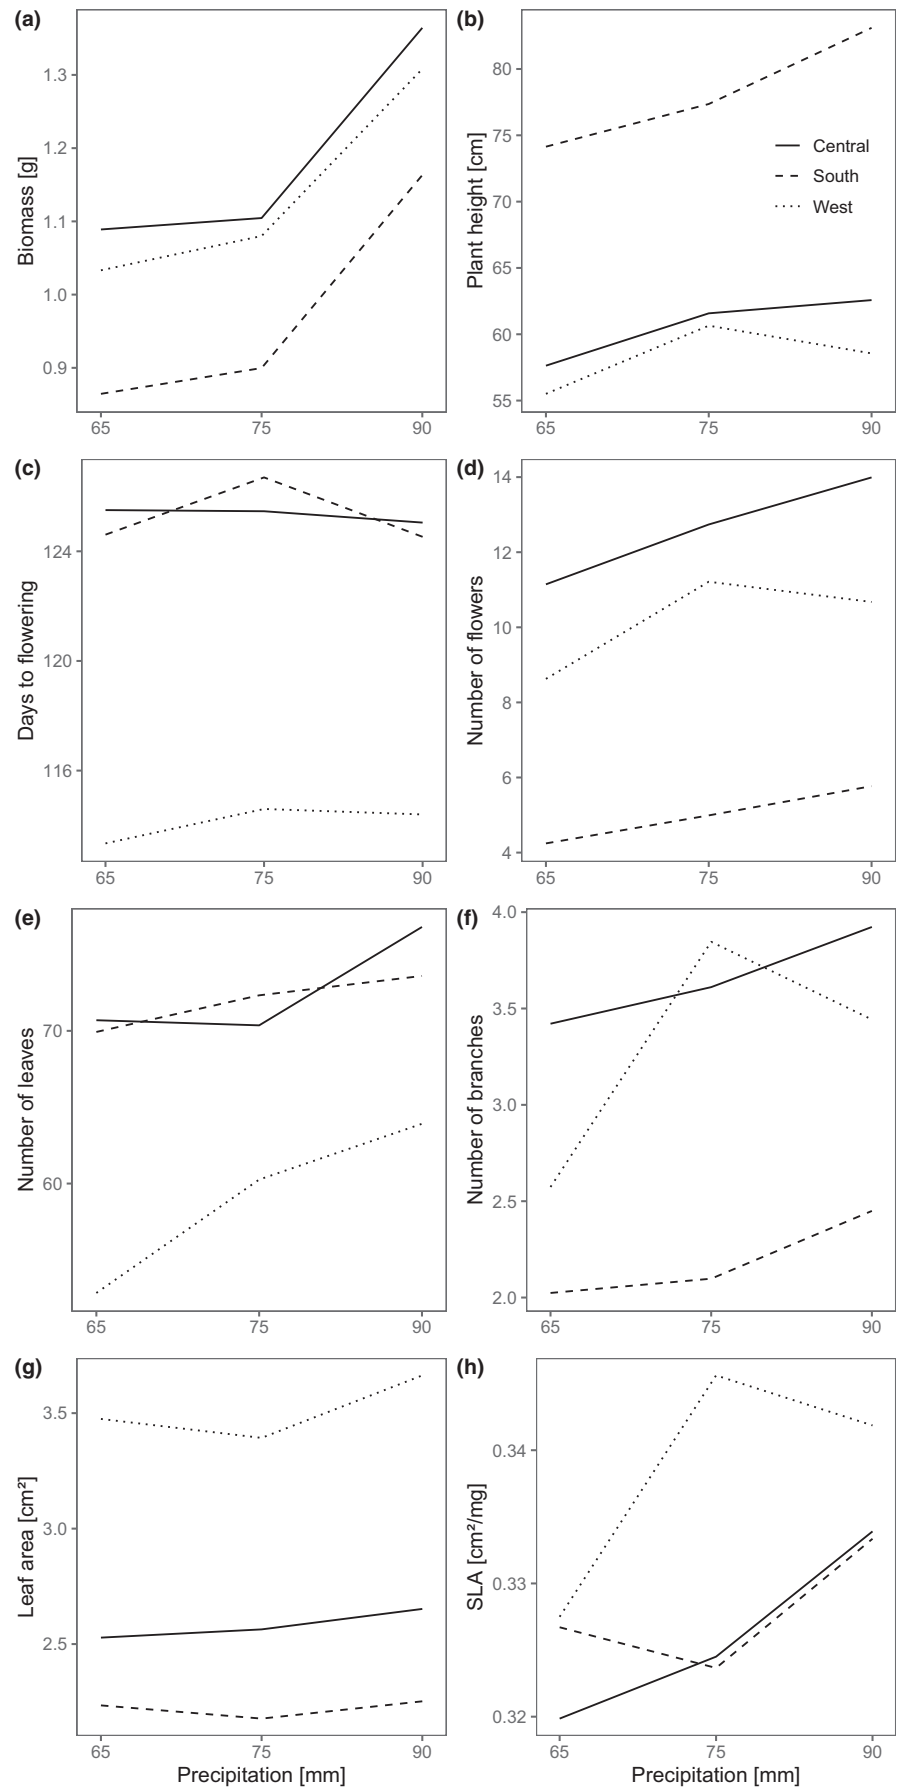 (a)
Biomass [g]
1.3
1.2
1.1
1.0
0.9
65 75 90
(b)
Plant height [cm]
80
75
70
65
60
55
Central
South
West
65 75 90
(c)
Days to flowering
124
120
116
65 75 90
(d)
Number of flowers
14
12
10
8
6
4
65 75 90
(e)
Number of leaves
70
60
65 75 90
(f)
Number of branches
4.0
3.5
3.0
2.5
2.0
65 75 90
(g)
Leaf area [cm²]
3.5
3.0
2.5
65 75 90
Precipitation [mm]
(h)
SLA [cm²/mg]
0.34
0.33
0.32
65 75 90
Precipitation [mm]